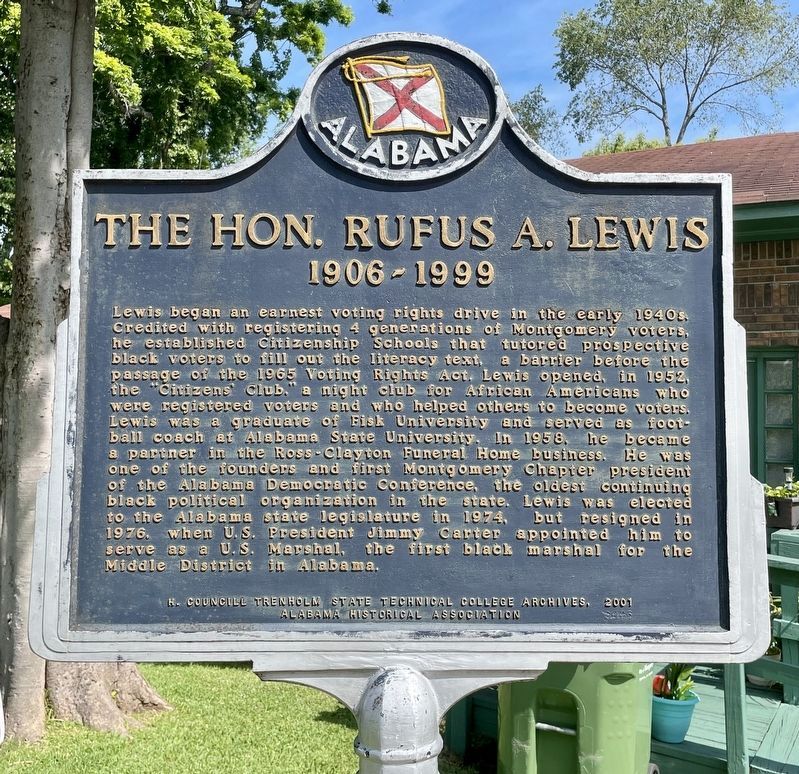 ALABAMA
THE HON. RUFUS A. LEWIS
1906-1999
Lewis began an earnest voting rights drive in the early 1940s.
Credited with registering 4 generations of Montgomery voters,
he established Citizenship Schools that tutored prospective
black voters to fill out the literacy text, a barrier before the
passage of the 1965 Voting Rights Act. Lewis opened, in 1952,
the "Citizens' Club," a night club for African Americans who
were registered voters and who helped others to become voters.
Lewis was a graduate of Fisk University and served as foot-
ball coach at Alabama State University. In 1958, he became
a partner in the Ross-Clayton Funeral Home business. He was
one of the founders and first Montgomery Chapter president
of the Alabama Democratic Conference, the oldest continuing
black political organization in the state. Lewis was elected
to the Alabama state legislature in 1974, but resigned in
1976, when U.S. President Jimmy Carter appointed him to
serve as a U.S. Marshal, the first black marshal for the
Middle District in Alabama.
H. COUNCILL TRENHOLM STATE TECHNICAL COLLEGE ARCHIVES, 2001
ALABAMA HISTORICAL ASSOCIATION